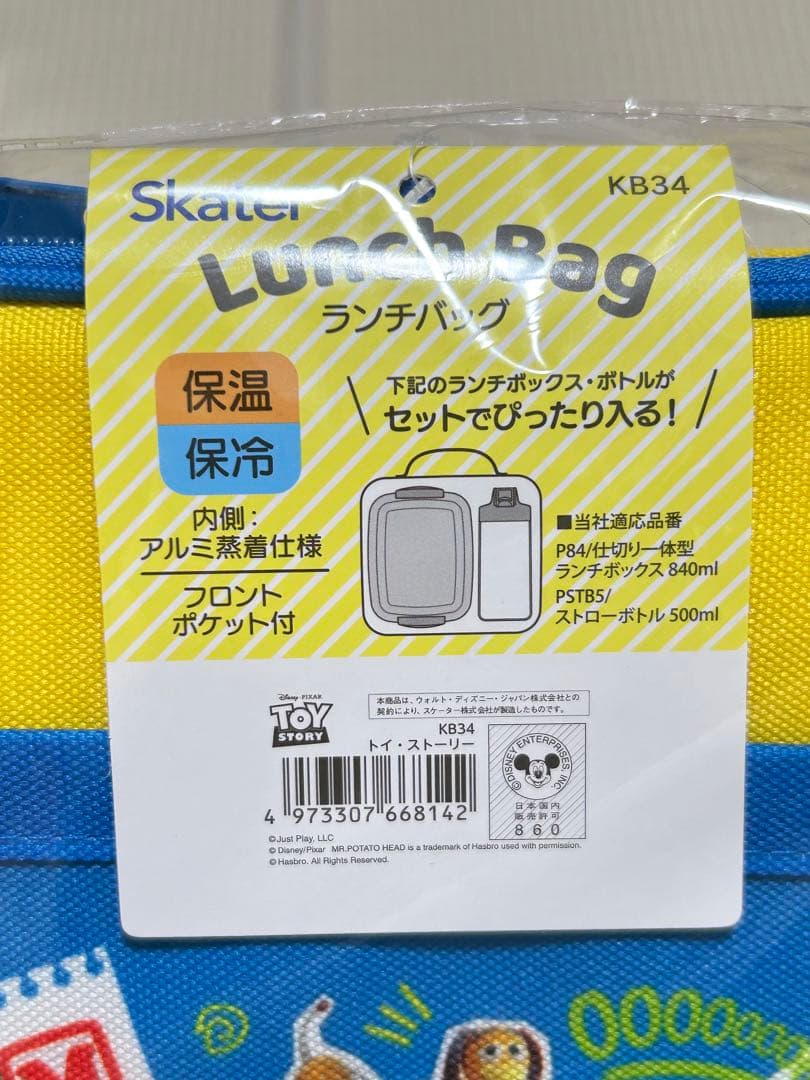 Skater
KB34
Lunch Bag
ランチバッグ
保温
保冷
内側：
アルミ蒸着仕様
フロント
ポケット付
下記のランチボックス・ボトルが
セットでぴったり入る！
■当社適応品番
P84/仕切り一体型
ランチボックス 840ml
PSTB5/
ストローボトル 500ml
Disney・PIXAR
TOY
STORY
本商品は、ウォルト・ディズニー・ジャパン株式会社との
契約により、スケーター株式会社が製造したものです。
KB34
トイ・ストーリー
4 973307 668142
©DISNEY ENTERPRISES, INC.
日本国内
販売許可
860
©Just Play, LLC
© Disney/Pixar MR.POTATO HEAD is a trademark of Hasbro used with permission.
© Hasbro. All Rights Reserved.